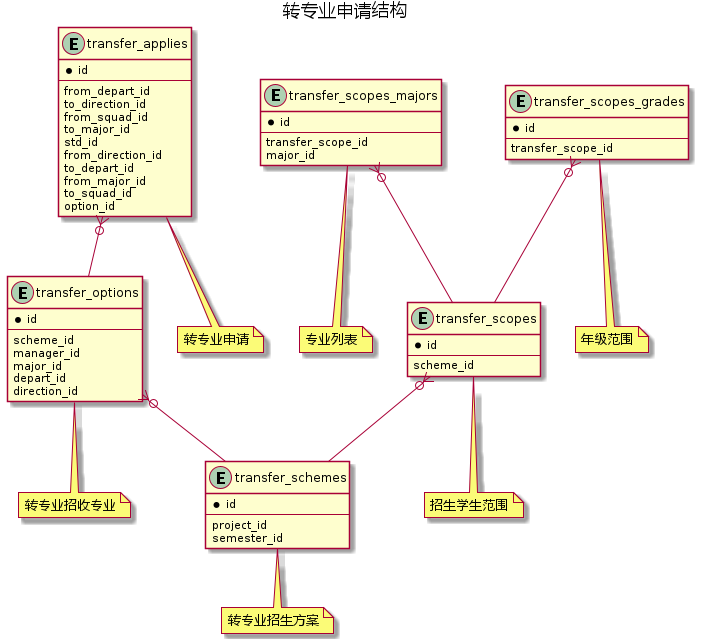 转专业申请结构
E transfer_applies
id
from_depart_id
to_direction_id
from_squad_id
to_major_id
std_id
from_direction_id
to_depart_id
from_major_id
to_squad_id
option_id
E transfer_scopes_majors
id
transfer_scope_id
major_id
E transfer_scopes_grades
id
transfer_scope_id
转专业申请
专业列表
年级范围
E transfer_options
id
scheme_id
manager_id
major_id
depart_id
direction_id
E transfer_scopes
id
scheme_id
转专业招收专业
招生学生范围
E transfer_schemes
id
project_id
semester_id
转专业招生方案